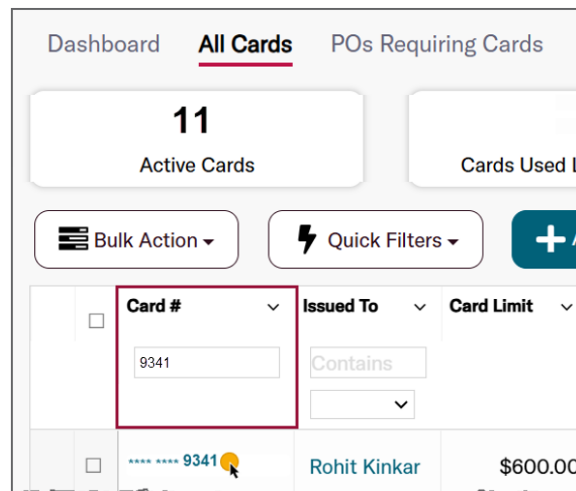 Dashboard All Cards POs Requiring Cards
11
Active Cards Cards Used
Bulk Action Quick Filters
Card # Issued To Card Limit
9341 Contains
**** **** 9341 Rohit Kinkar $600.00